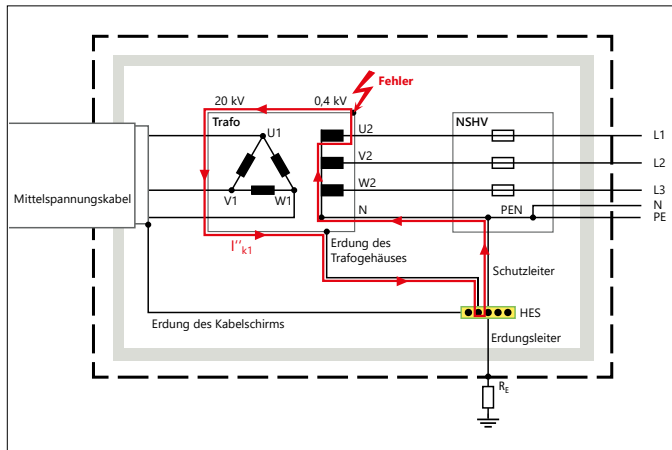 Fehler
20 kV
0,4 kV
Trafo
NSHV
U1
U2
L1
V2
L2
Mittelspannungskabel
V1
W1
W2
L3
N
PEN
N
PE
I''k1
Erdung des
Trafogehäuses
Schutzleiter
HES
Erdung des Kabelschirms
Erdungsleiter
RE